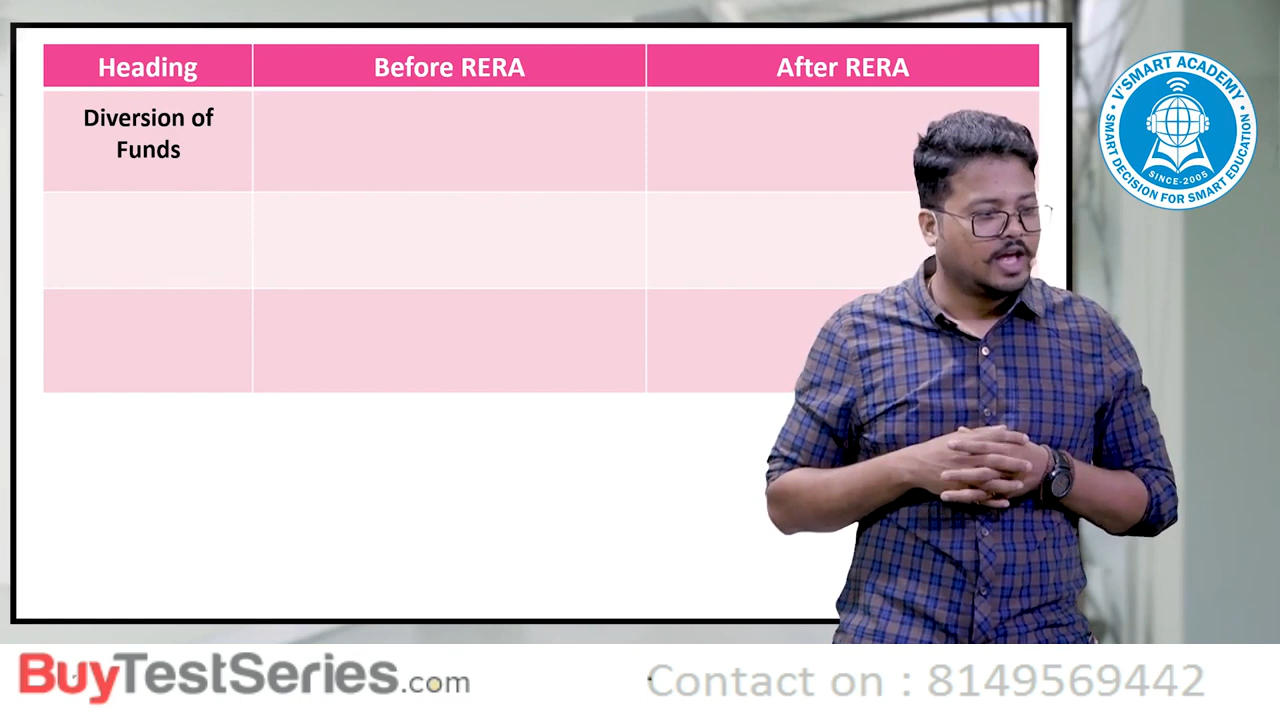 Heading Before RERA After RERA
Diversion of
Funds
V'SMART ACADEMY
SMART DECISION FOR SMART EDUCATION
SINCE-2005
BuyTestSeries.com
Contact on : 8149569442